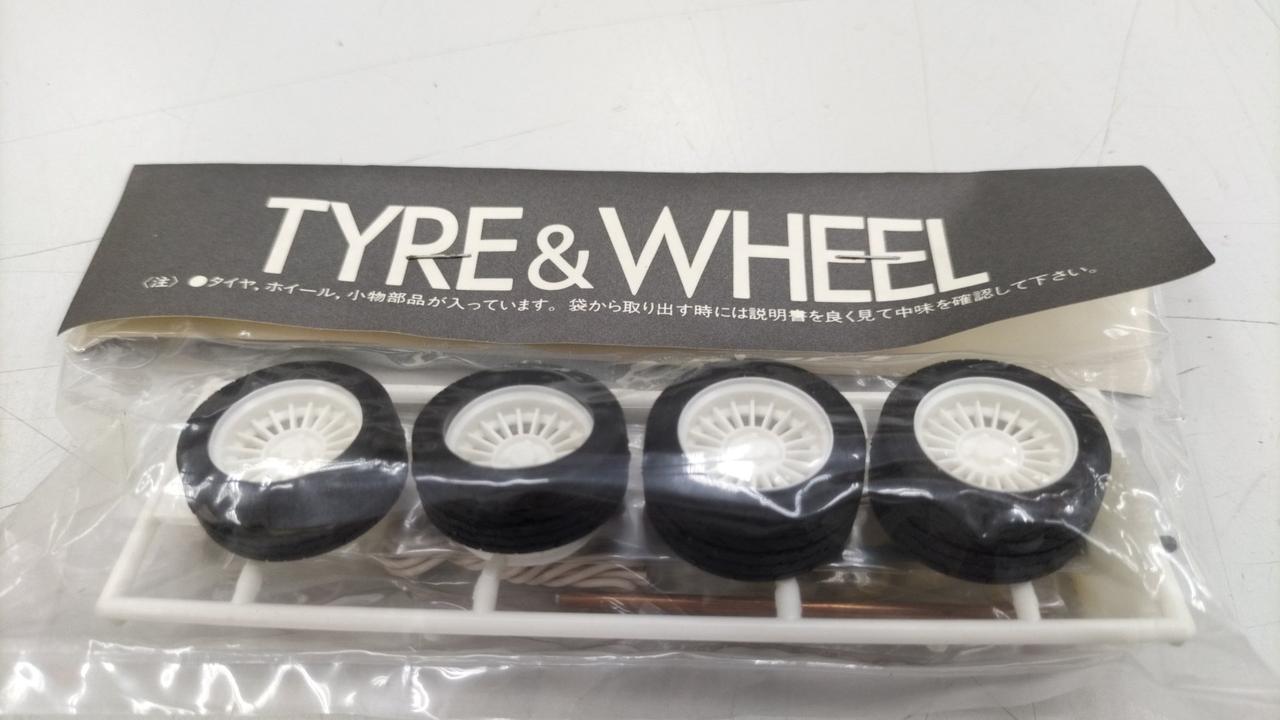 TYRE & WHEEL
〈注〉●タイヤ, ホイール, 小物部品が入っています。袋から取り出す時には説明書を良く見て中味を確認して下さい。